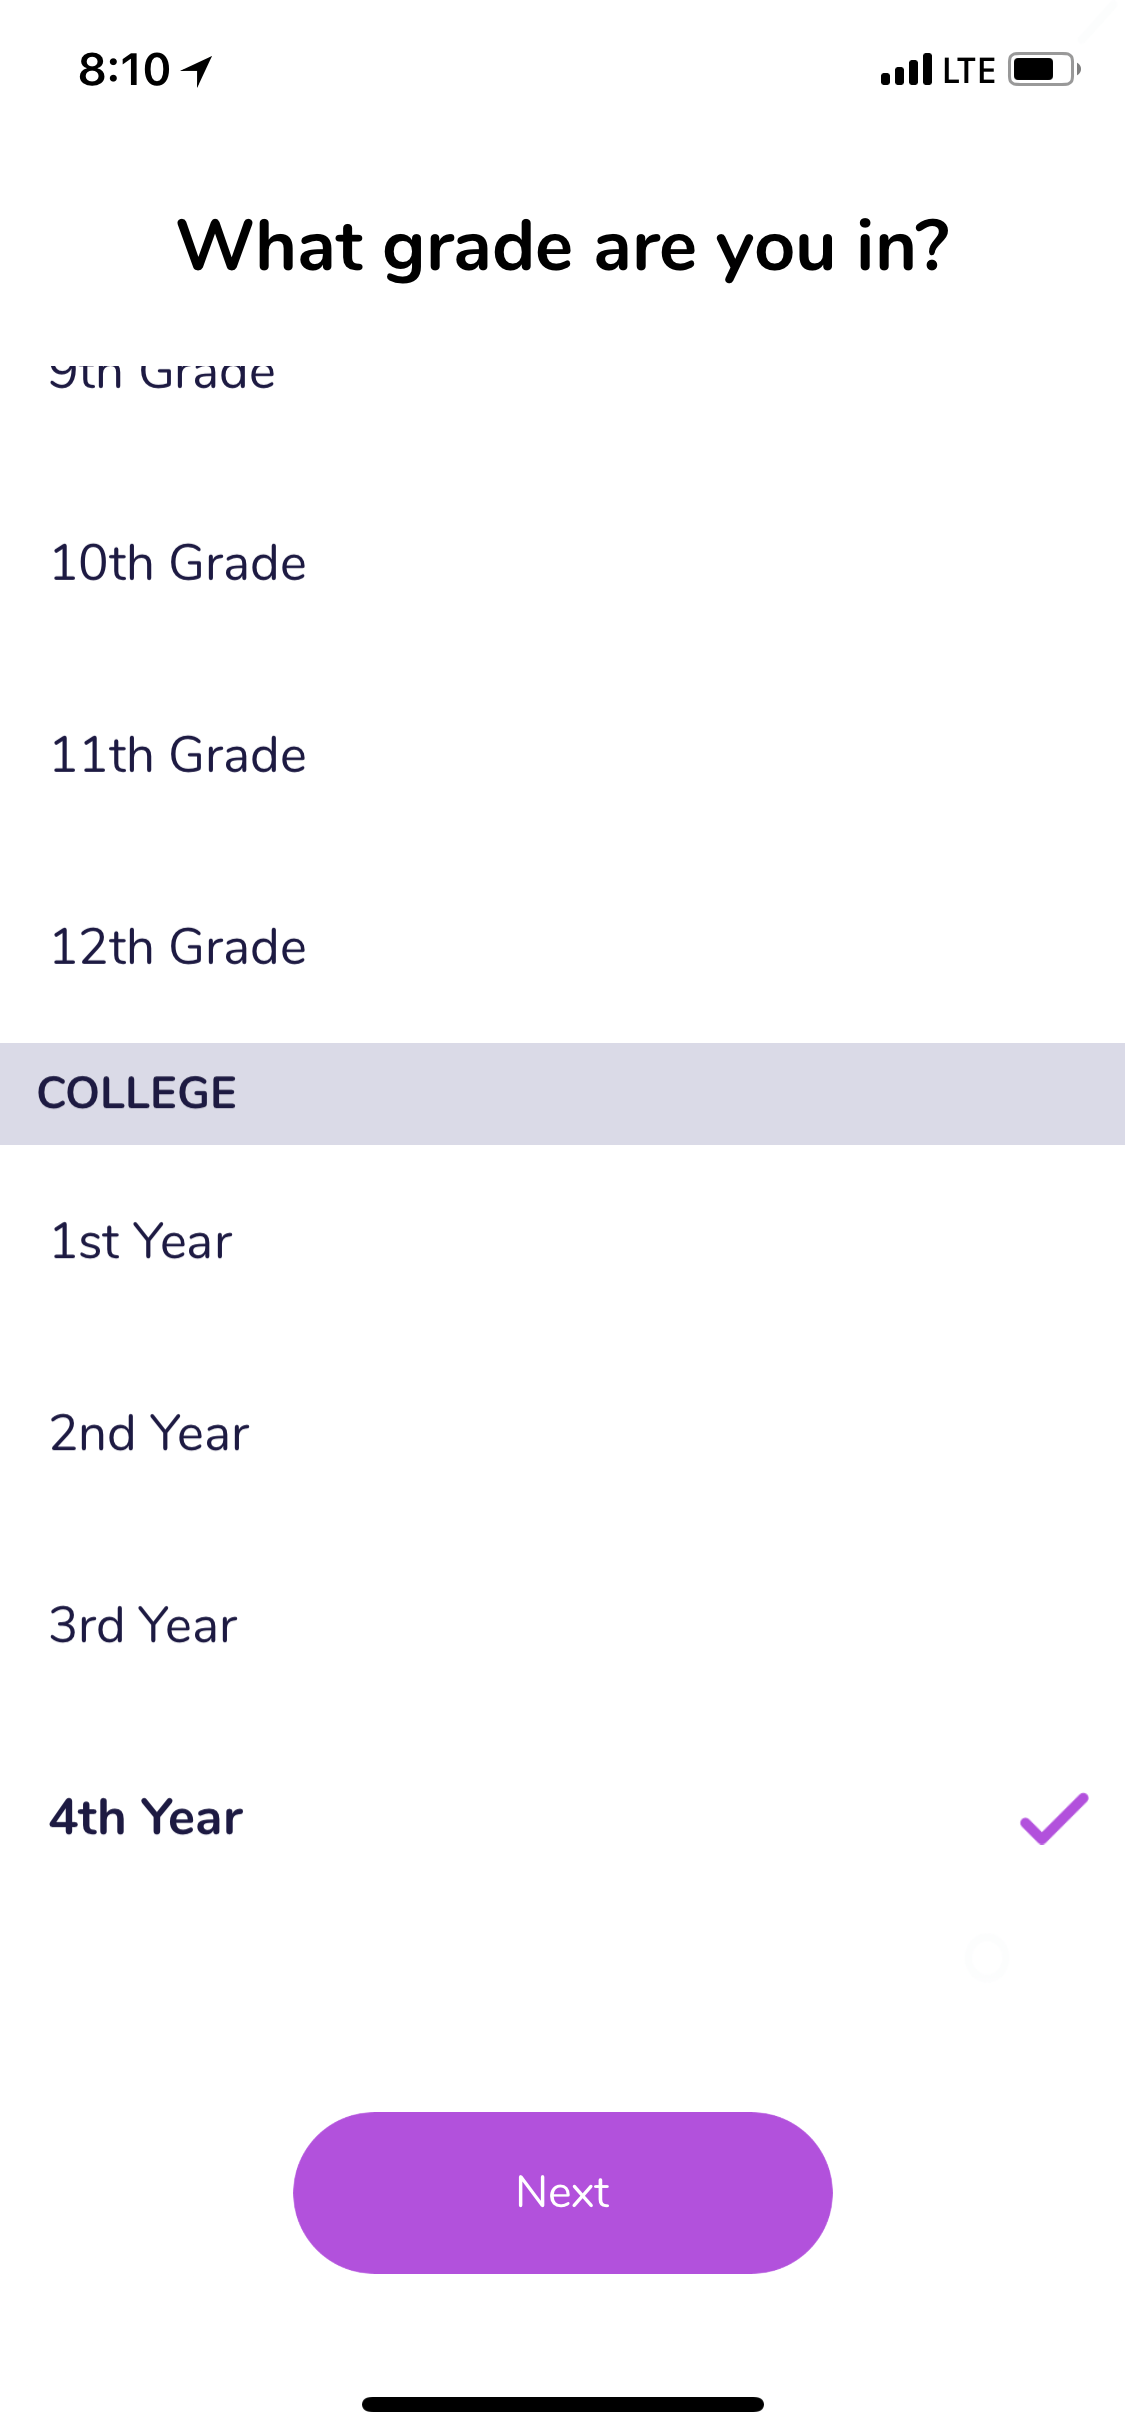 8:10
LTE
What grade are you in?
9th Grade
10th Grade
11th Grade
12th Grade
COLLEGE
1st Year
2nd Year
3rd Year
4th Year
Next